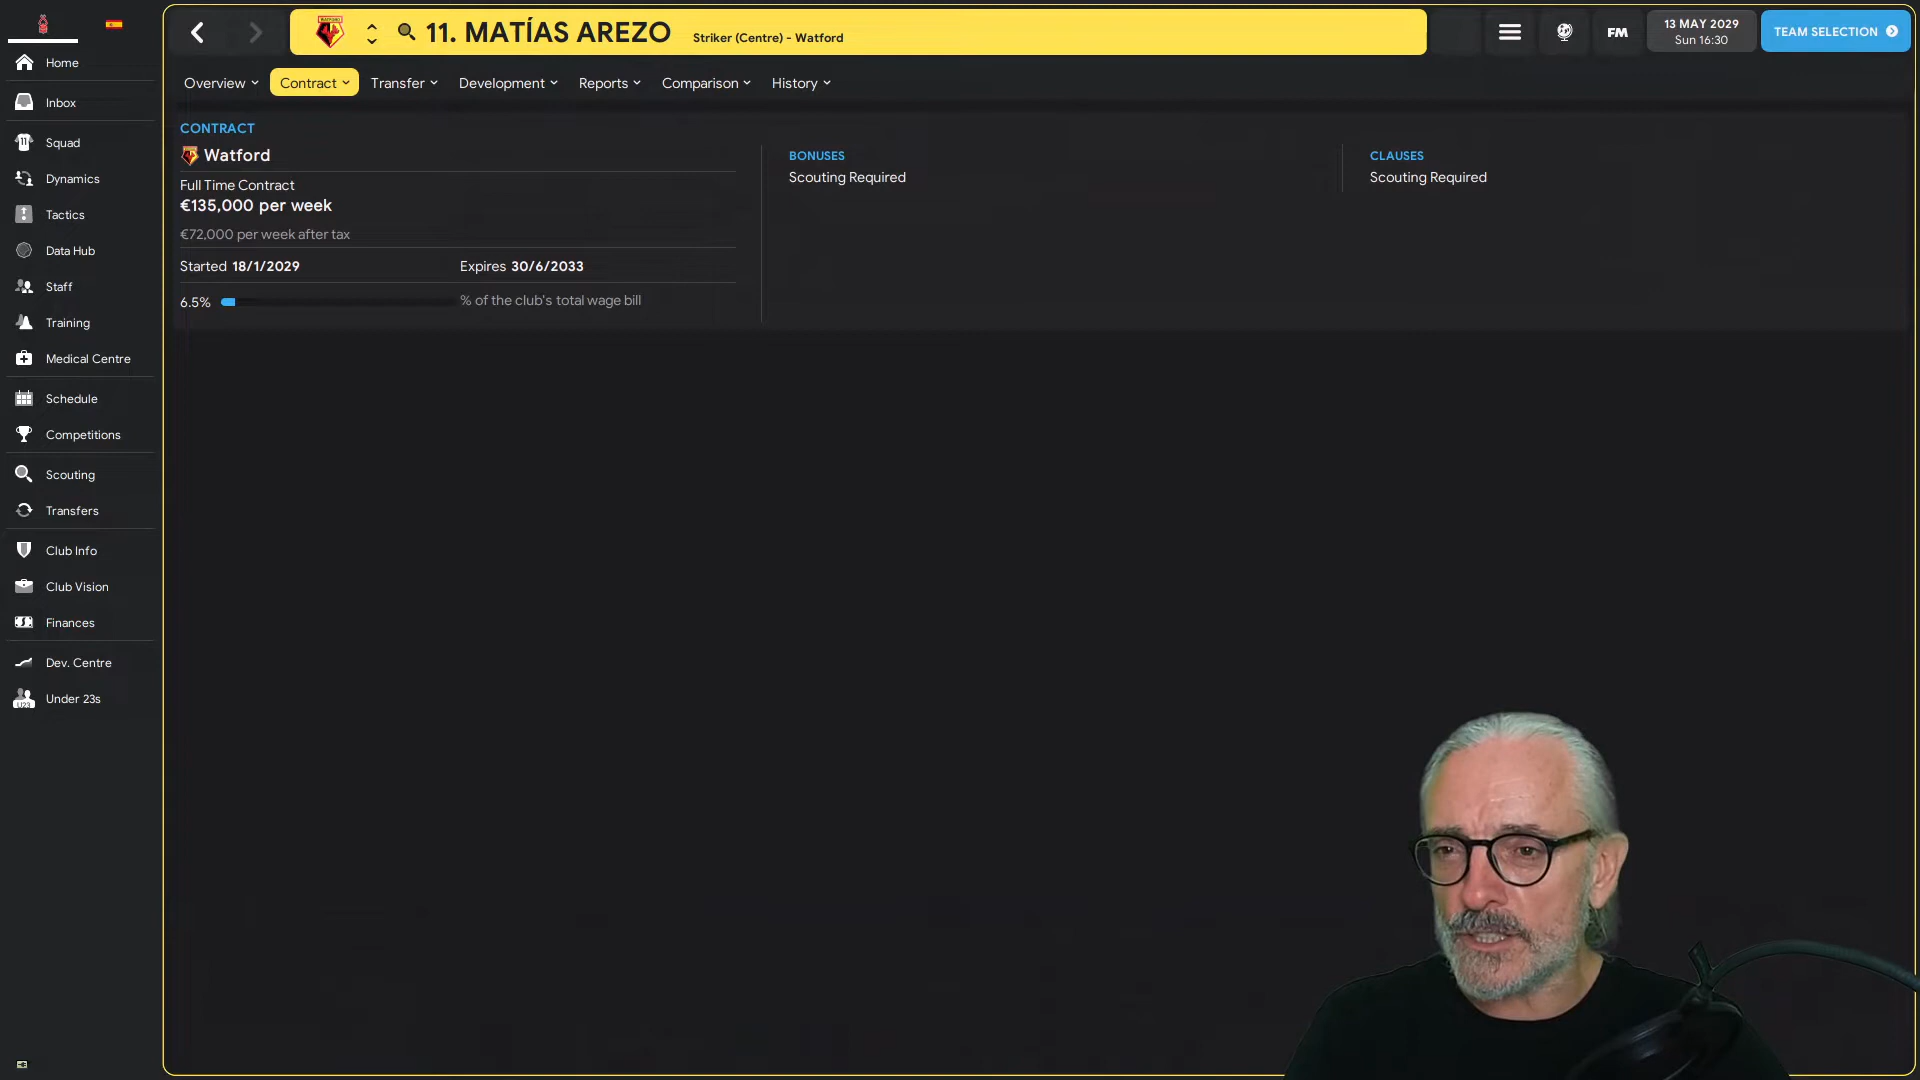 11. MATÍAS AREZO
Striker (Centre) - Watford
FM
13 MAY 2029
Sun 16:30
TEAM SELECTION
Home
Inbox
Squad
Dynamics
Tactics
Data Hub
Staff
Training
Medical Centre
Schedule
Competitions
Scouting
Transfers
Club Info
Club Vision
Finances
Dev. Centre
U23
Under 23s
Overview
Contract
Transfer
Development
Reports
Comparison
History
CONTRACT
Watford
Full Time Contract
€135,000 per week
€72,000 per week after tax
Started 18/1/2029
Expires 30/6/2033
6.5%
% of the club's total wage bill
BONUSES
Scouting Required
CLAUSES
Scouting Required